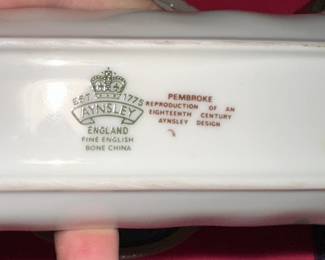 EST 1775
AYNSLEY
ENGLAND
FINE ENGLISH
BONE CHINA
PEMBROKE
REPRODUCTION OF AN
EIGHTEENTH CENTURY
AYNSLEY DESIGN